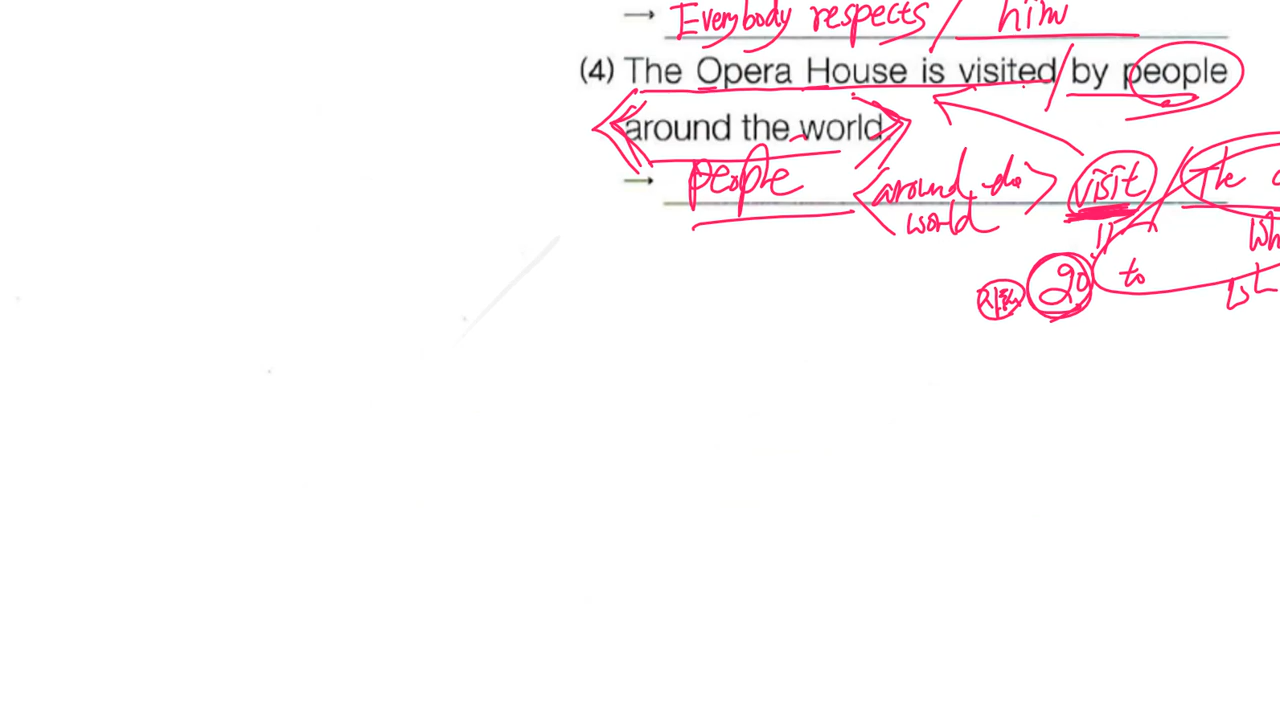 → Everybody respects / him
(4) The Opera House is visited / by people
around the world.
→ people < around the world > visit / The
go to